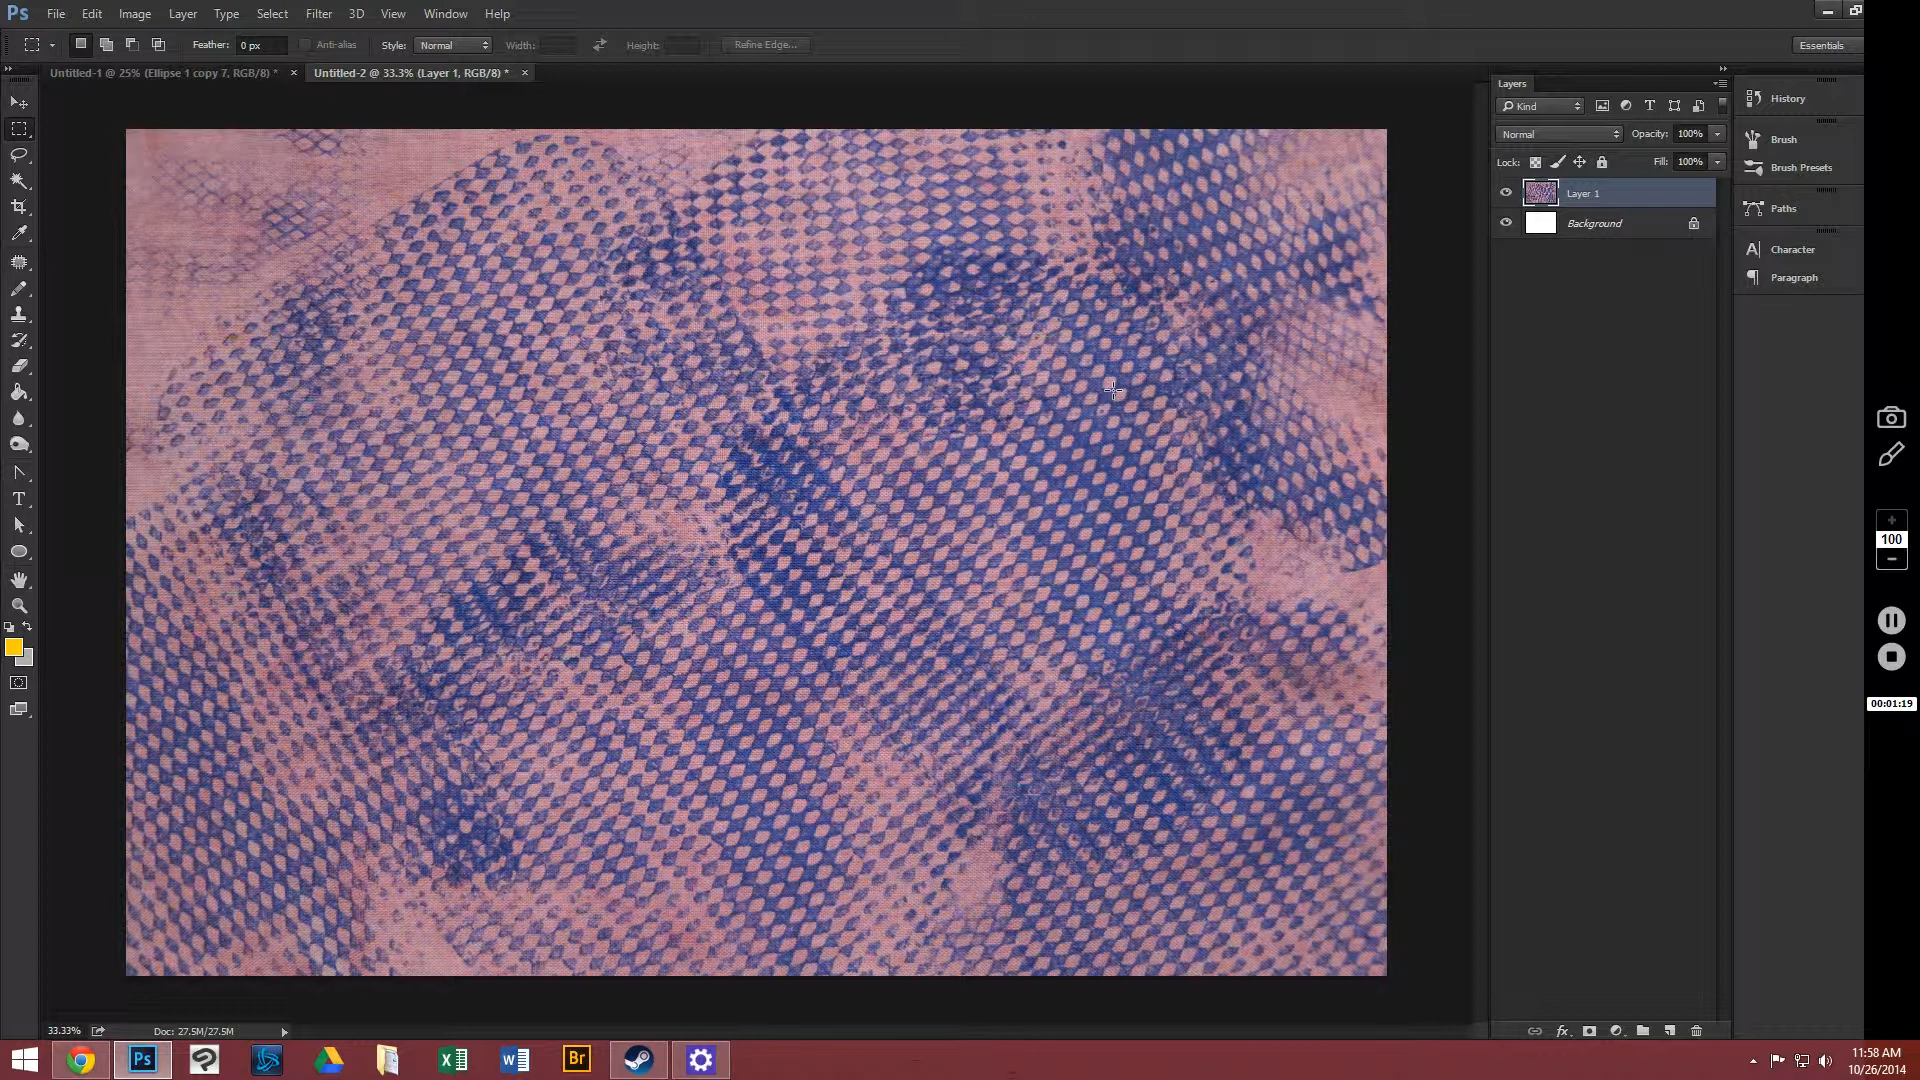 Ps File Edit Image Layer Type Select Filter 3D View Window Help
Feather: 0 px Anti-alias Style: Normal Width: Height: Refine Edge... Essentials
Untitled-1 @ 25% (Ellipse 1 copy 7, RGB/8) * × Untitled-2 @ 33.3% (Layer 1, RGB/8) * ×
Layers
Kind
Normal Opacity: 100%
Lock: Fill: 100%
Layer 1
Background
History
Brush
Brush Presets
Paths
Character
Paragraph
100
00:01:19
33.33% Doc: 27.5M/27.5M
fx
Ps Br
11:58 AM
10/26/2014